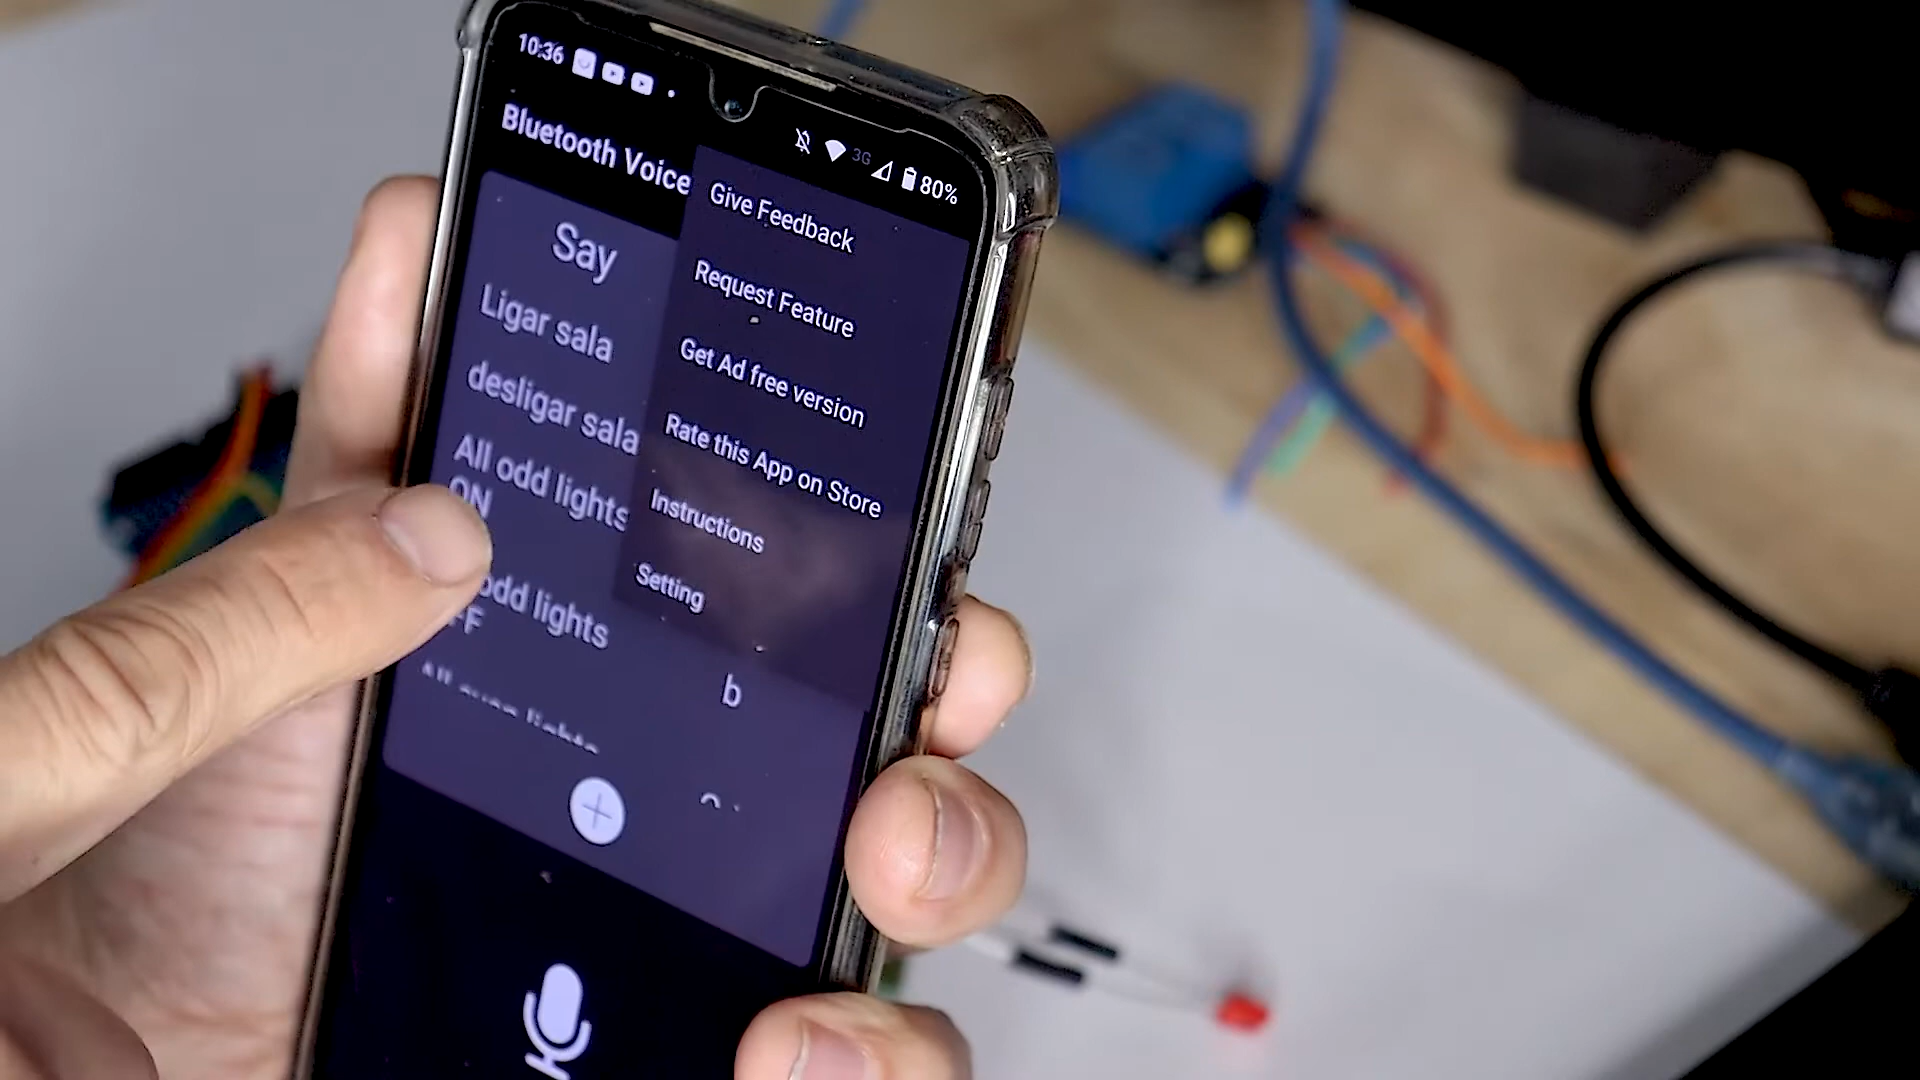 10:36
3G
80%
Bluetooth Voice
Say
Ligar sala
desligar sala
All odd lights
ON
odd lights
b
Give Feedback
Request Feature
Get Ad free version
Rate this App on Store
Instructions
Setting